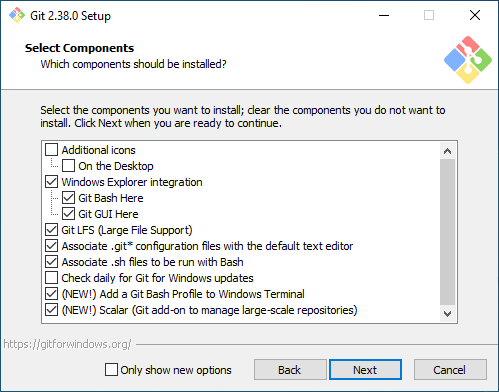 Git 2.38.0 Setup
Select Components
Which components should be installed?
Select the components you want to install; clear the components you do not want to
install. Click Next when you are ready to continue.
Additional icons
On the Desktop
Windows Explorer integration
Git Bash Here
Git GUI Here
Git LFS (Large File Support)
Associate .git* configuration files with the default text editor
Associate .sh files to be run with Bash
Check daily for Git for Windows updates
(NEW!) Add a Git Bash Profile to Windows Terminal
(NEW!) Scalar (Git add-on to manage large-scale repositories)
https://gitforwindows.org/
Only show new options
Back
Next
Cancel